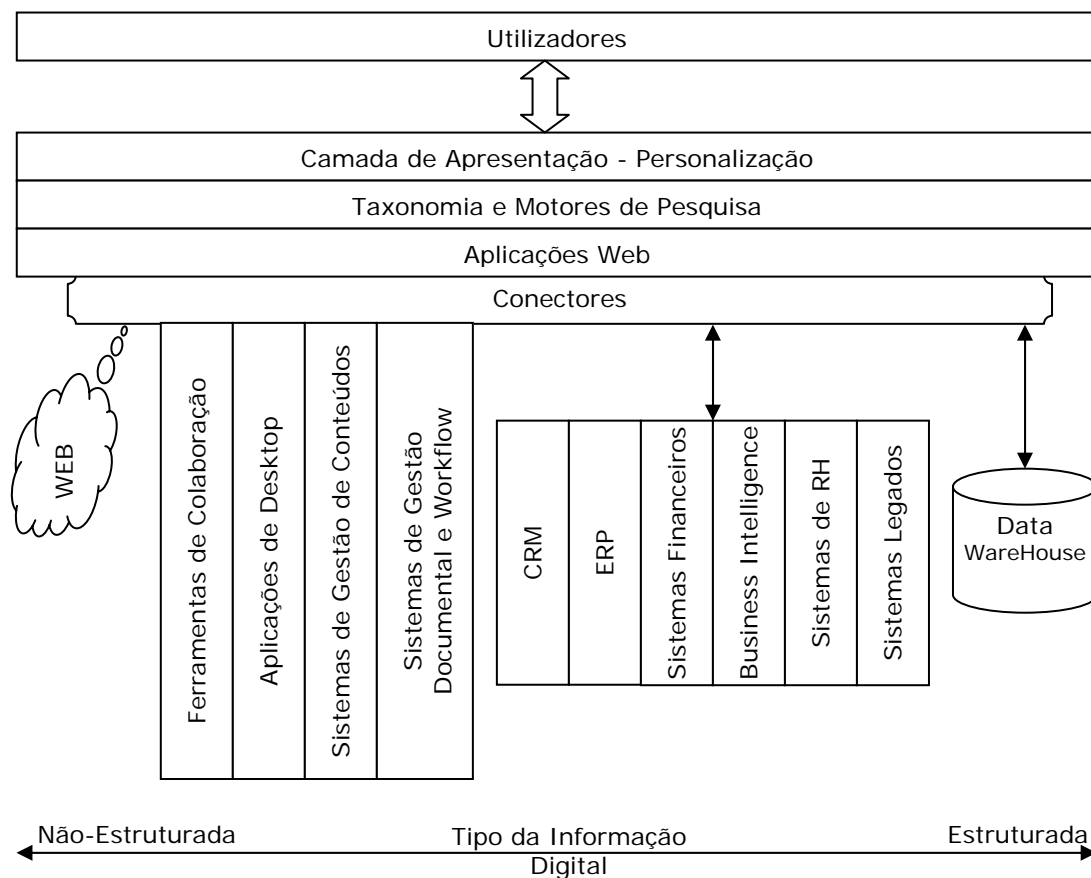 Utilizadores
Camada de Apresentação - Personalização
Taxonomia e Motores de Pesquisa
Aplicações Web
Conectores
WEB
Ferramentas de Colaboração
Aplicações de Desktop
Sistemas de Gestão de Conteúdos
Sistemas de Gestão
Documental e Workflow
CRM
ERP
Sistemas Financeiros
Business Intelligence
Sistemas de RH
Sistemas Legados
Data
WareHouse
Não-Estruturada
Tipo da Informação
Digital
Estruturada